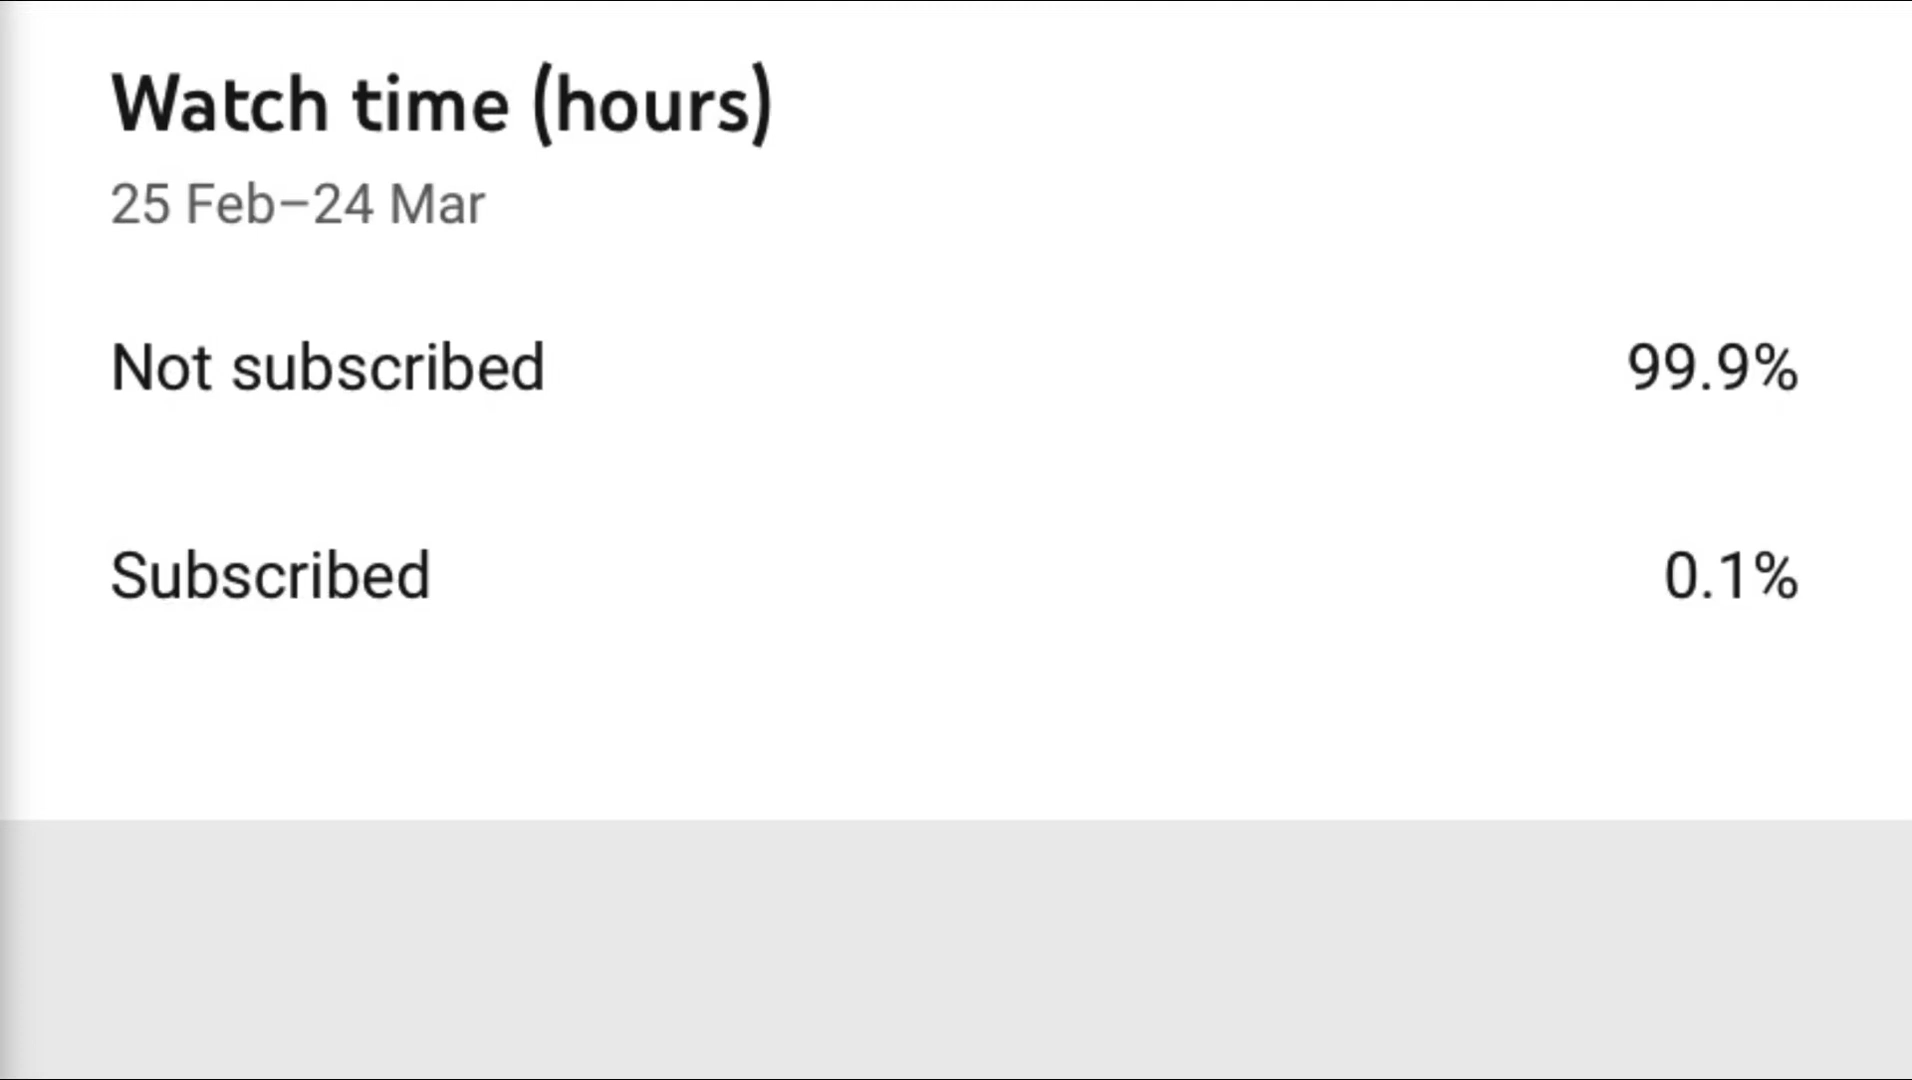 Watch time (hours)
25 Feb–24 Mar
Not subscribed 99.9%
Subscribed 0.1%